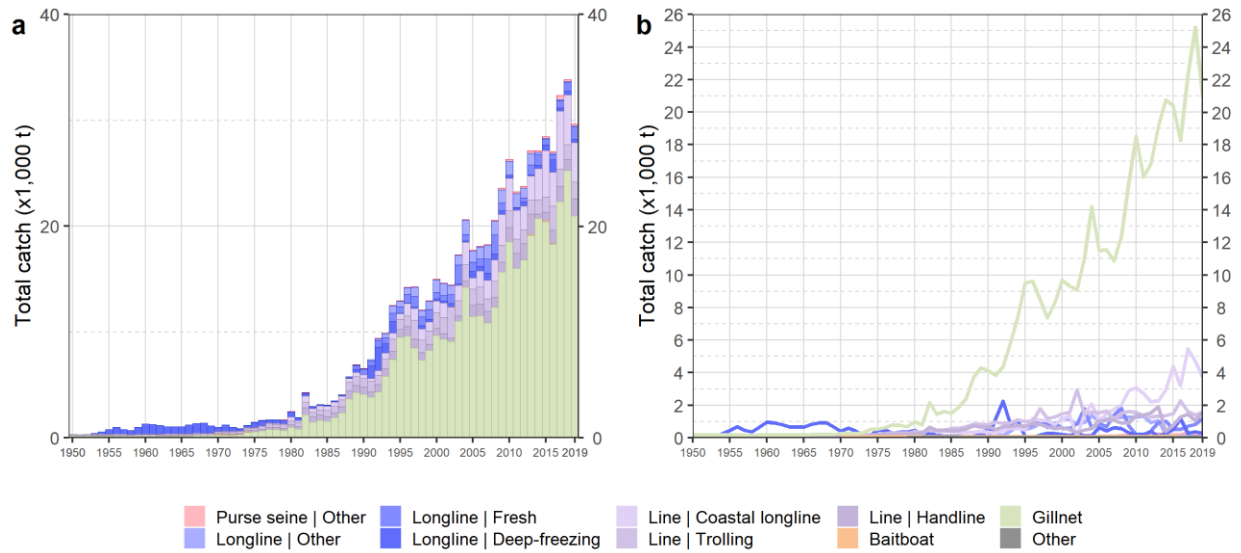 a
b
Total catch (x1,000 t)
40
20
0
40
20
0
1950 1955 1960 1965 1970 1975 1980 1985 1990 1995 2000 2005 2010 2015 2019
Total catch (x1,000 t)
26
24
22
20
18
16
14
12
10
8
6
4
2
0
26
24
22
20
18
16
14
12
10
8
6
4
2
0
1950 1955 1960 1965 1970 1975 1980 1985 1990 1995 2000 2005 2010 2015 2019
Purse seine | Other
Longline | Fresh
Line | Coastal longline
Line | Handline
Gillnet
Longline | Other
Longline | Deep-freezing
Line | Trolling
Baitboat
Other